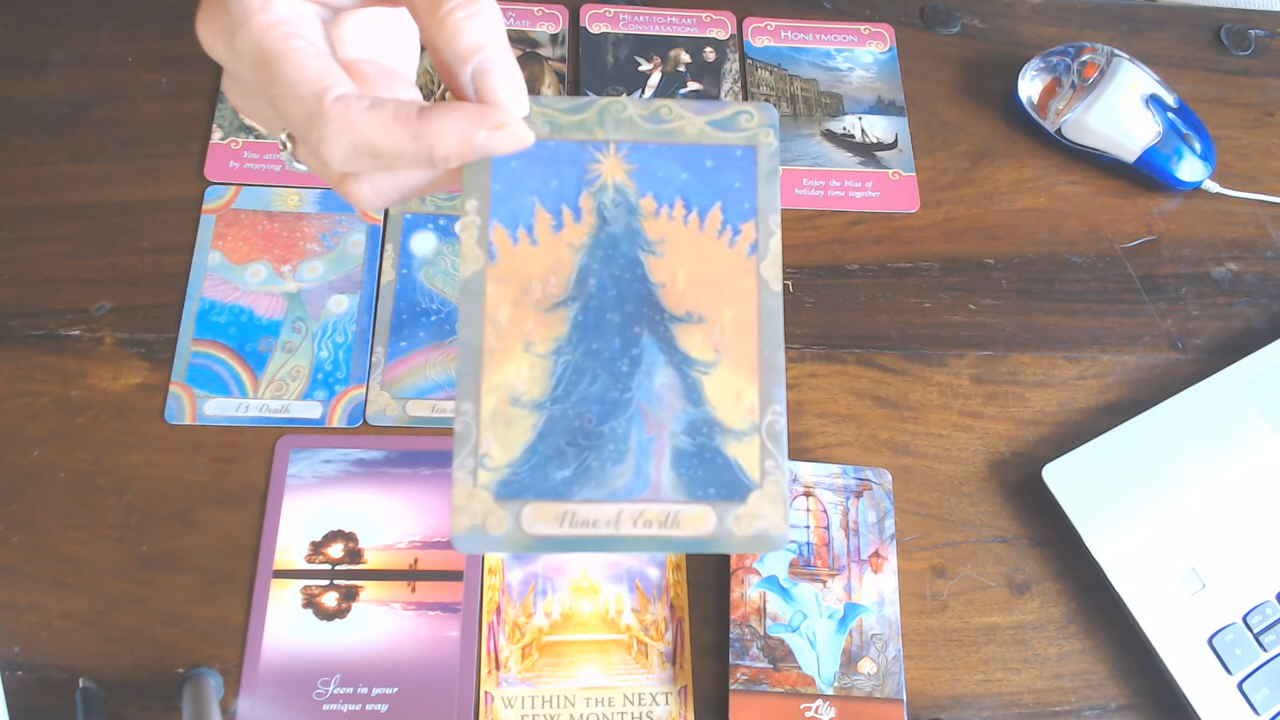 MATE
HEART-TO-HEART
CONVERSATIONS
HONEYMOON
You
by enjoying
Enjoy the bliss of
holiday time together.
13 Death
Nine of Earth
Seen in your
unique way
WITHIN THE NEXT
FEW MONTHS
Lily